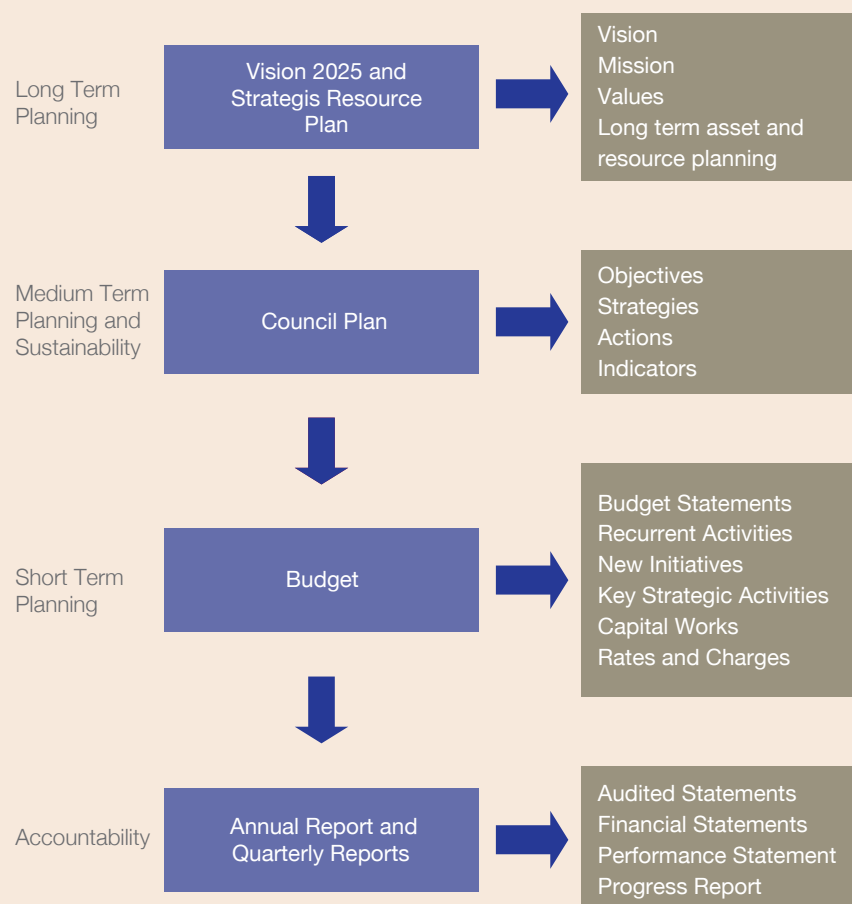 Long Term
Planning
Vision 2025 and
Strategis Resource
Plan
Vision
Mission
Values
Long term asset and
resource planning
Medium Term
Planning and
Sustainability
Council Plan
Objectives
Strategies
Actions
Indicators
Short Term
Planning
Budget
Budget Statements
Recurrent Activities
New Initiatives
Key Strategic Activities
Capital Works
Rates and Charges
Accountability
Annual Report and
Quarterly Reports
Audited Statements
Financial Statements
Performance Statement
Progress Report